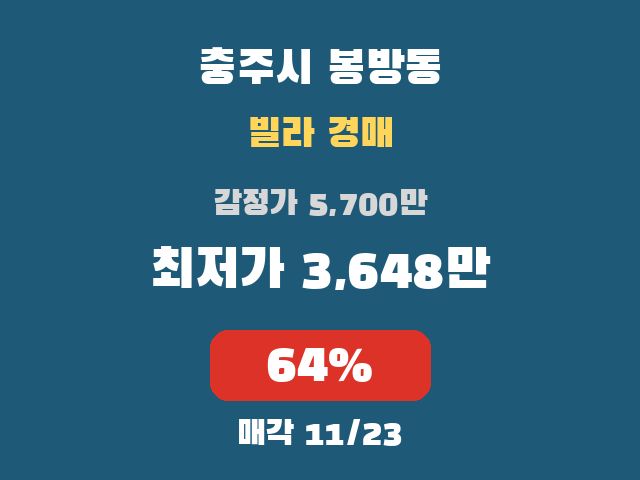 충주시 봉방동
빌라 경매
감정가 5,700만
최저가 3,648만
64%
매각 11/23